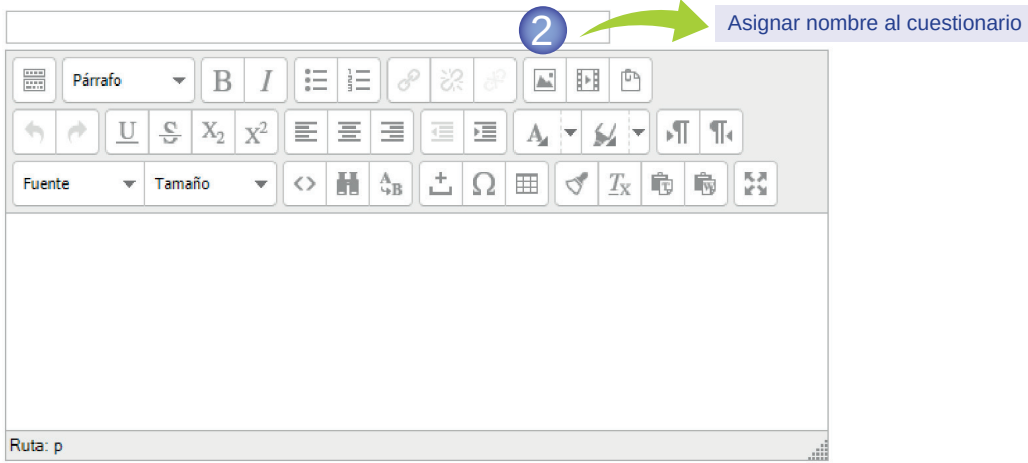 2 Asignar nombre al cuestionario
Párrafo B I
U S X2 X2 A
Fuente Tamaño A B Ω Tx T W
Ruta: p